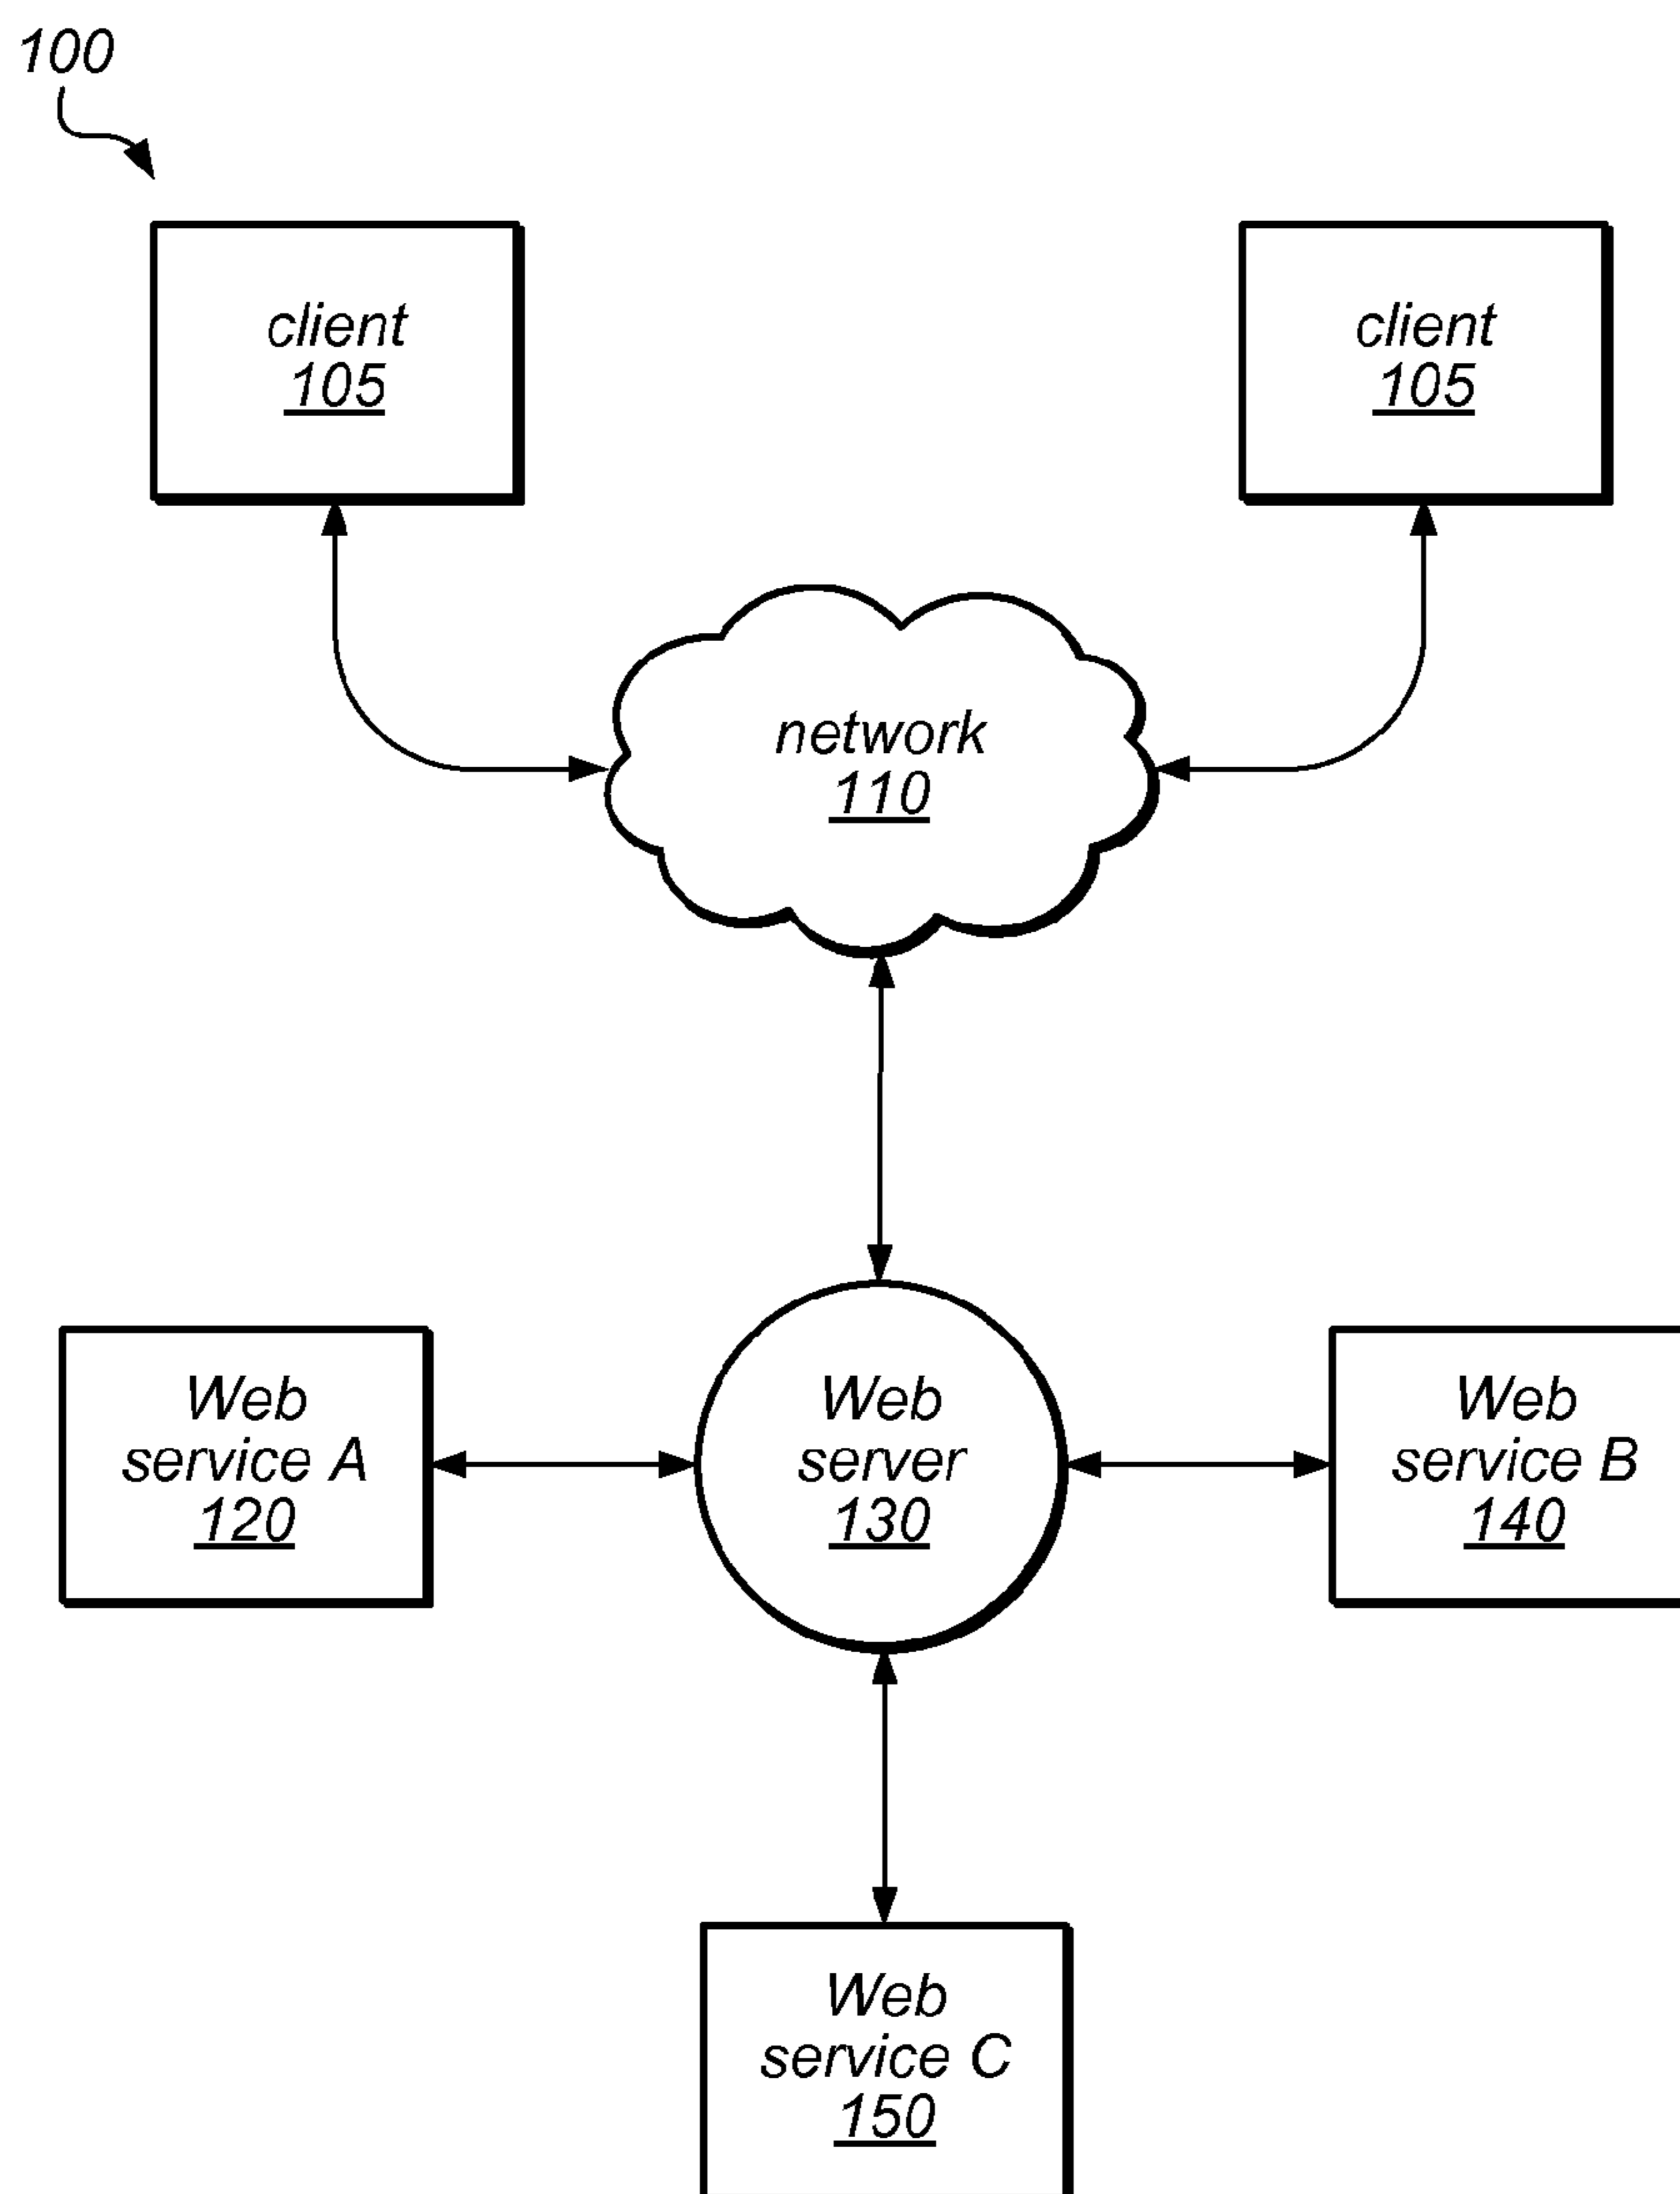 100
client
105
client
105
network
110
Web
service A
120
Web
server
130
Web
service B
140
Web
service C
150